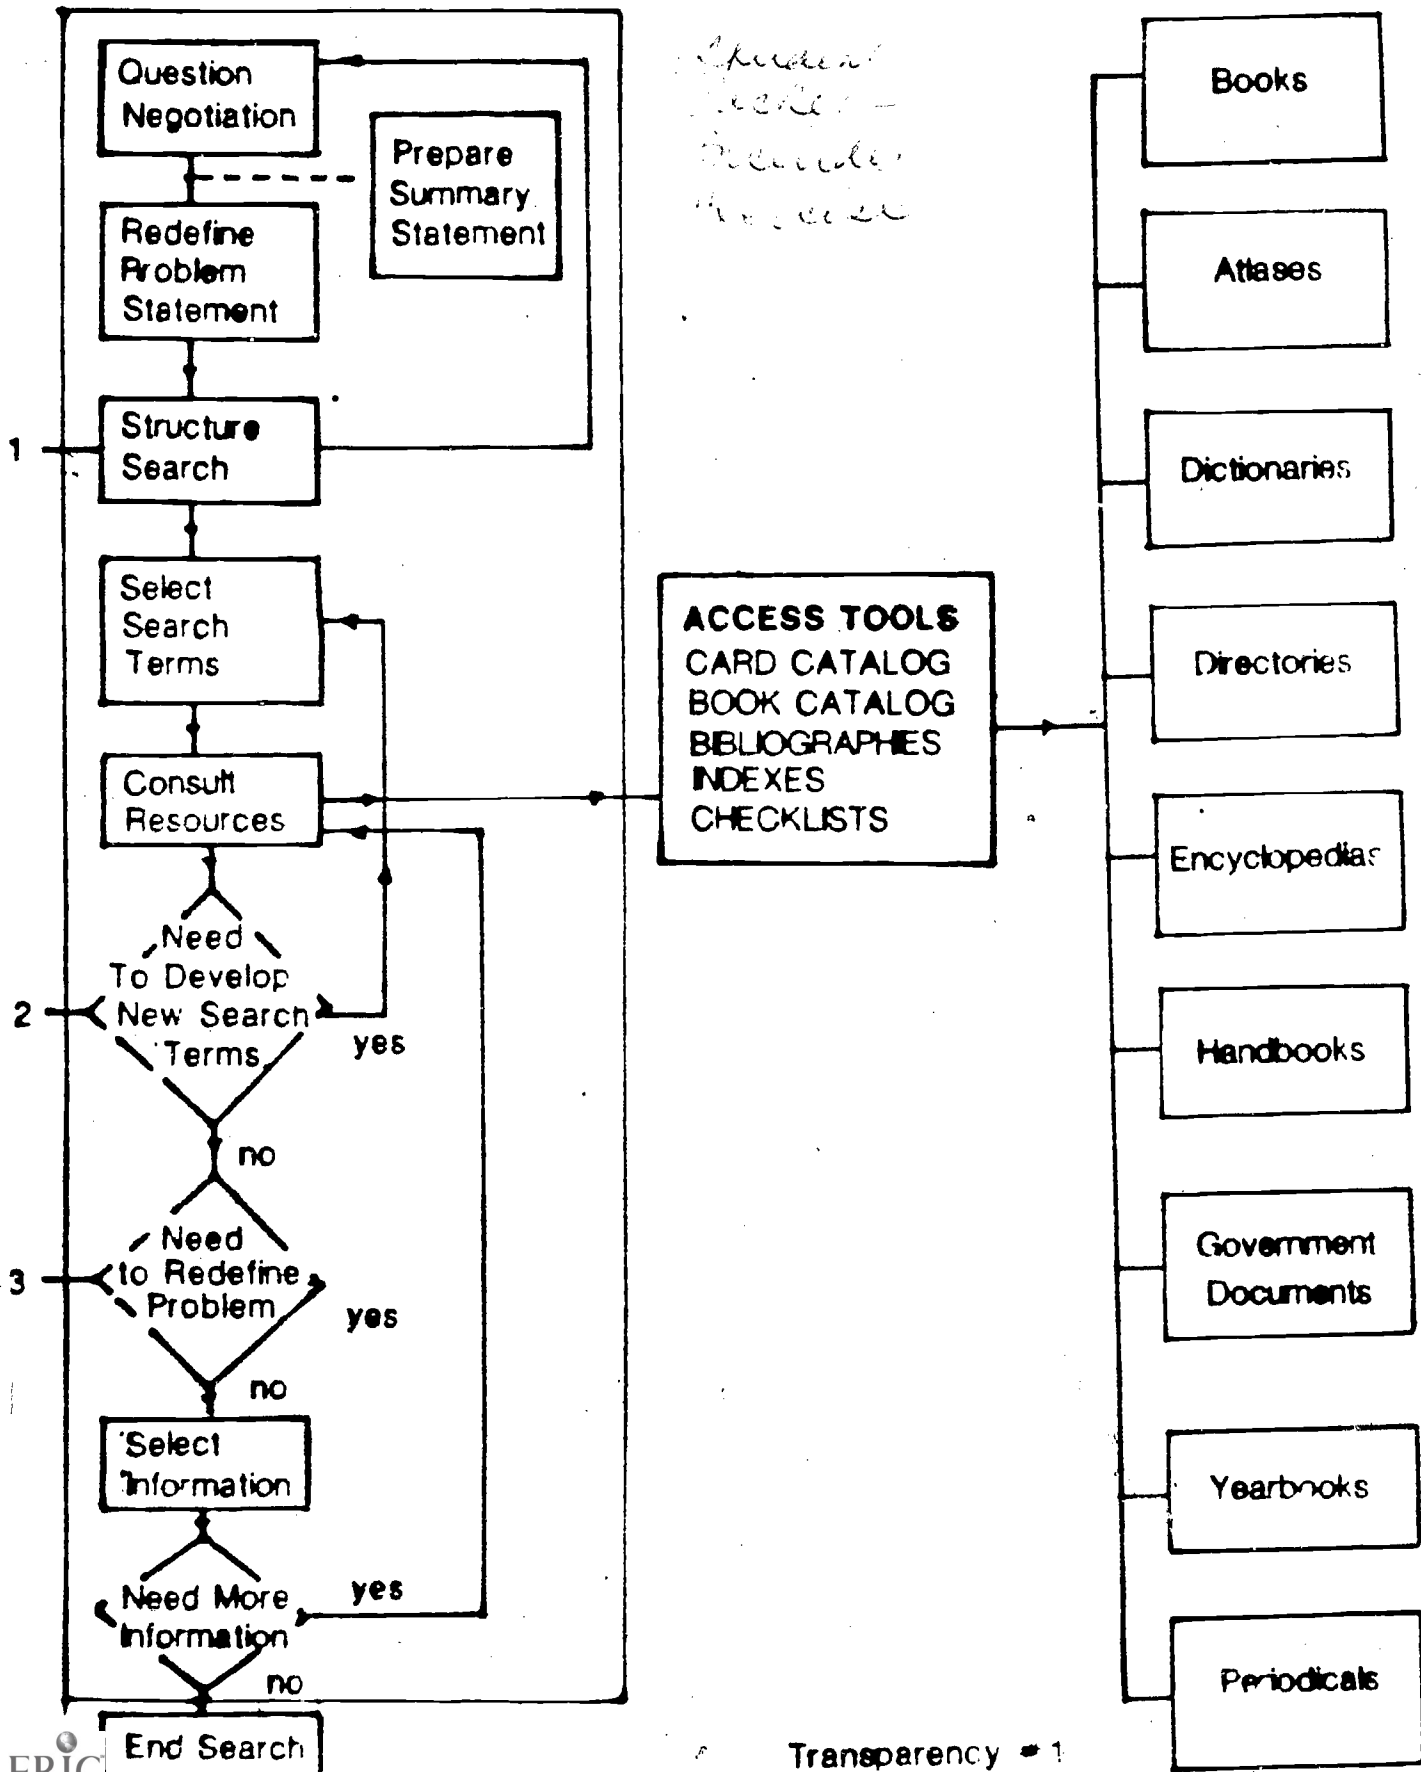 Question
Negotiation
Prepare
Summary
Statement
Redefine
Problem
Statement
1
Structure
Search
Select
Search
Terms
Consult
Resources
Need
To Develop
2
New Search
Terms
yes
no
Need
3
to Redefine
Problem
yes
no
Select
Information
Need More
Information
yes
no
End Search
ERIC
ACCESS TOOLS
CARD CATALOG
BOOK CATALOG
BIBLIOGRAPHIES
INDEXES
CHECKLISTS
Books
Atlases
Dictionaries
Directories
Encyclopedias
Handbooks
Government
Documents
Yearbooks
Periodicals
Transparency # 1